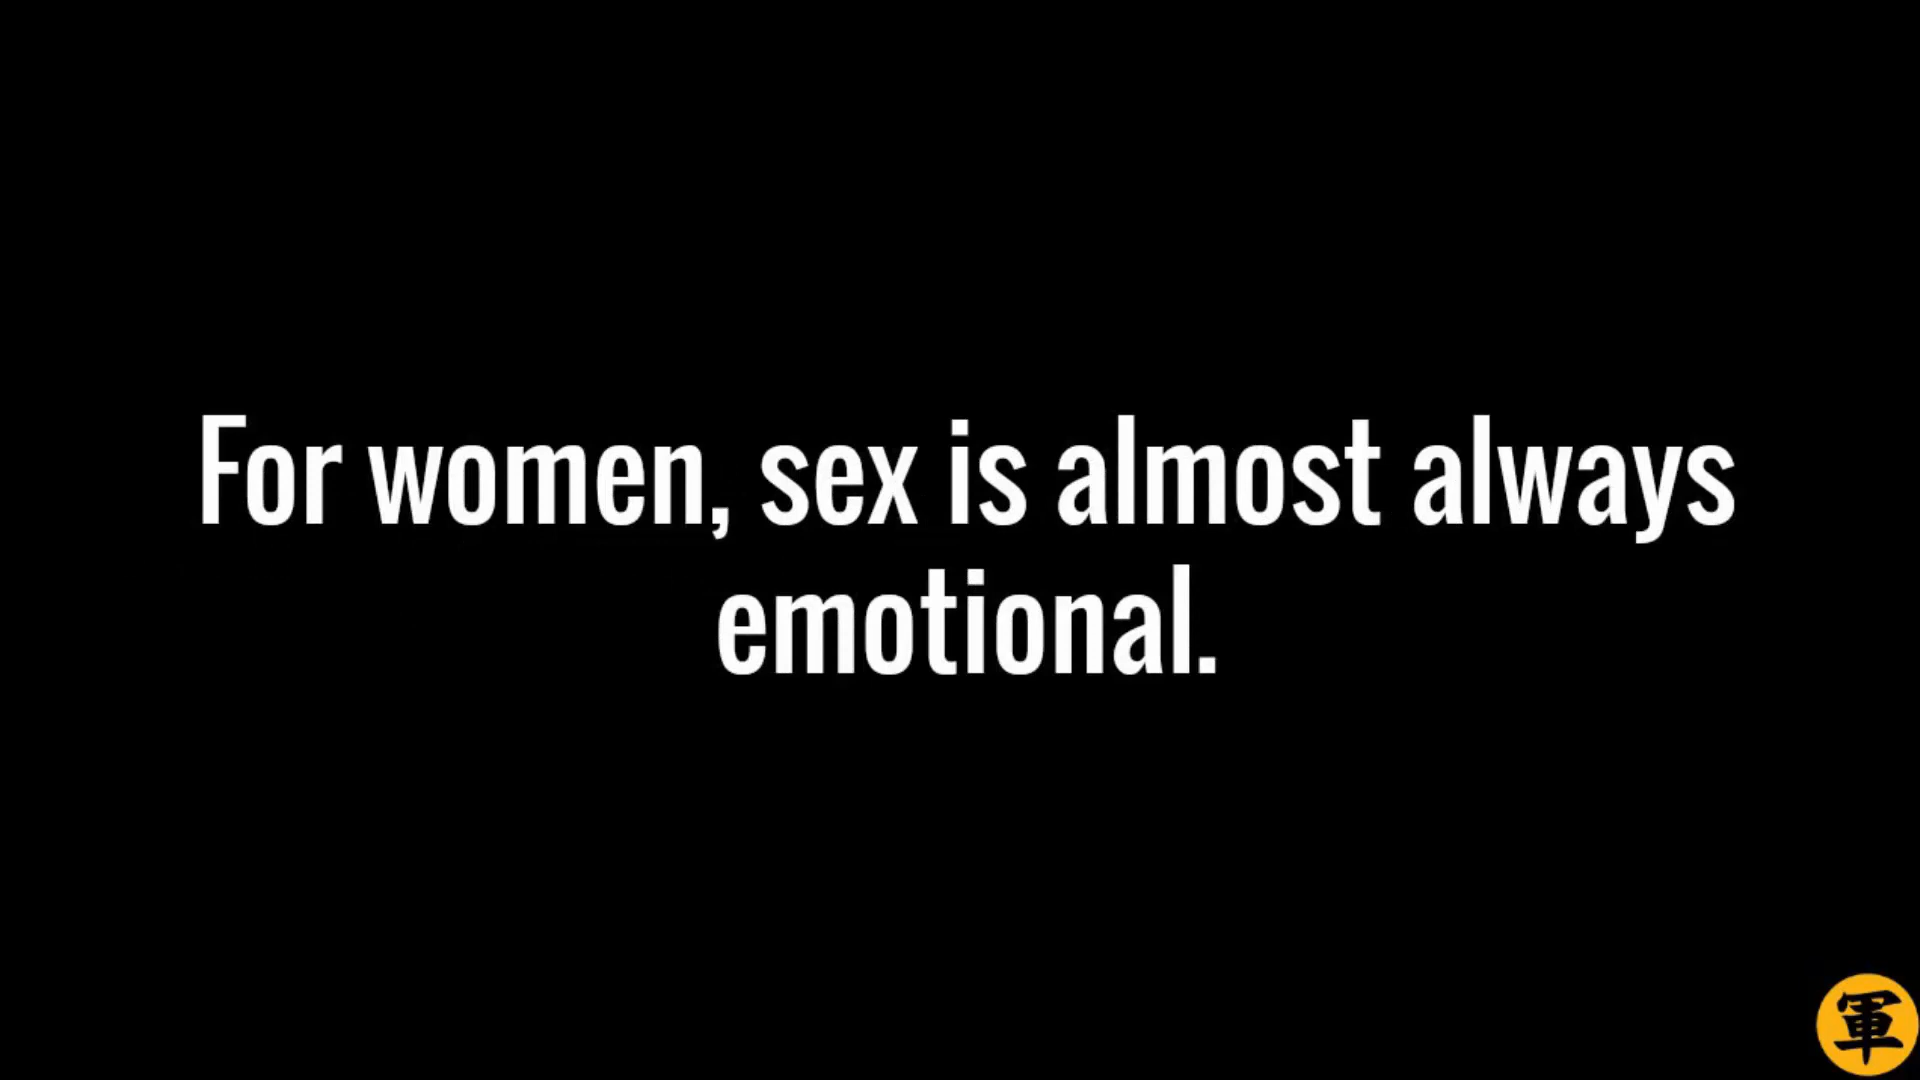 For women, sex is almost always
emotional.
軍